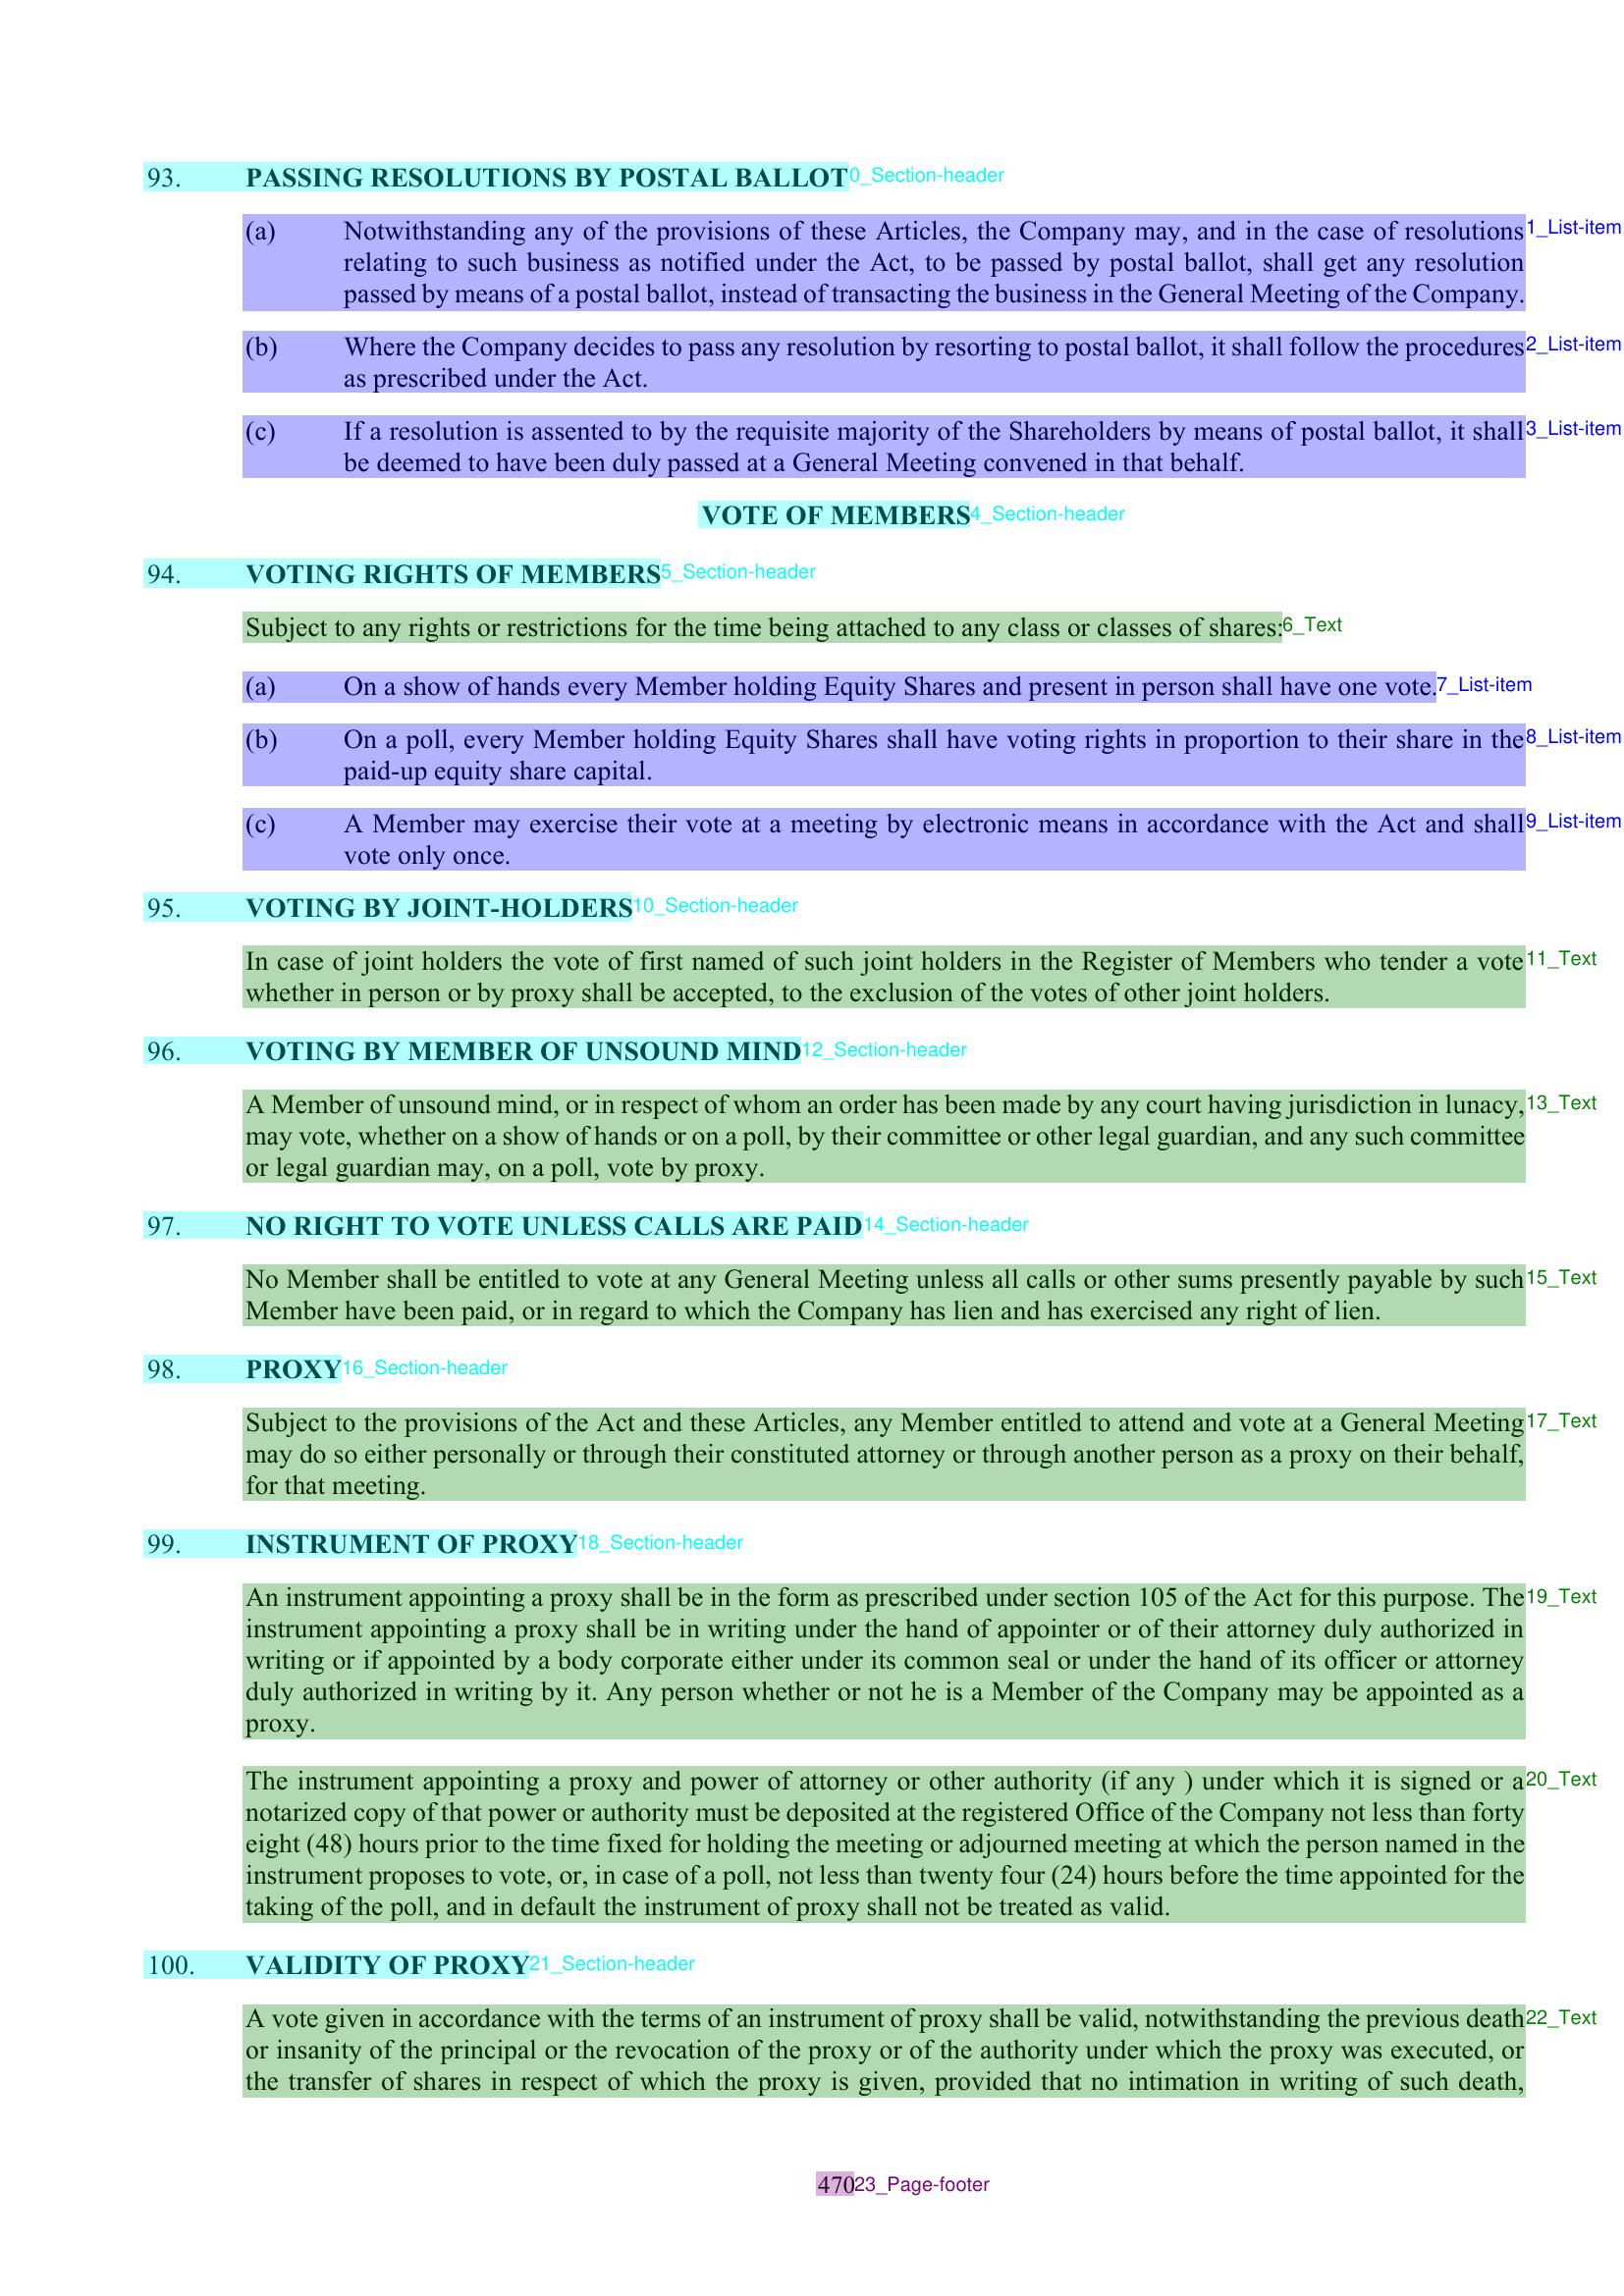 93. PASSING RESOLUTIONS BY POSTAL BALLOT0_Section-header
(a) Notwithstanding any of the provisions of these Articles, the Company may, and in the case of resolutions1_List-item
relating to such business as notified under the Act, to be passed by postal ballot, shall get any resolution
passed by means of a postal ballot, instead of transacting the business in the General Meeting of the Company.
(b) Where the Company decides to pass any resolution by resorting to postal ballot, it shall follow the procedures2_List-item
as prescribed under the Act.
(c) If a resolution is assented to by the requisite majority of the Shareholders by means of postal ballot, it shall3_List-item
be deemed to have been duly passed at a General Meeting convened in that behalf.
VOTE OF MEMBERS4_Section-header
94. VOTING RIGHTS OF MEMBERS5_Section-header
Subject to any rights or restrictions for the time being attached to any class or classes of shares:6_Text
(a) On a show of hands every Member holding Equity Shares and present in person shall have one vote.7_List-item
(b) On a poll, every Member holding Equity Shares shall have voting rights in proportion to their share in the8_List-item
paid-up equity share capital.
(c) A Member may exercise their vote at a meeting by electronic means in accordance with the Act and shall9_List-item
vote only once.
95. VOTING BY JOINT-HOLDERS10_Section-header
In case of joint holders the vote of first named of such joint holders in the Register of Members who tender a vote11_Text
whether in person or by proxy shall be accepted, to the exclusion of the votes of other joint holders.
96. VOTING BY MEMBER OF UNSOUND MIND12_Section-header
A Member of unsound mind, or in respect of whom an order has been made by any court having jurisdiction in lunacy,13_Text
may vote, whether on a show of hands or on a poll, by their committee or other legal guardian, and any such committee
or legal guardian may, on a poll, vote by proxy.
97. NO RIGHT TO VOTE UNLESS CALLS ARE PAID14_Section-header
No Member shall be entitled to vote at any General Meeting unless all calls or other sums presently payable by such15_Text
Member have been paid, or in regard to which the Company has lien and has exercised any right of lien.
98. PROXY16_Section-header
Subject to the provisions of the Act and these Articles, any Member entitled to attend and vote at a General Meeting17_Text
may do so either personally or through their constituted attorney or through another person as a proxy on their behalf,
for that meeting.
99. INSTRUMENT OF PROXY18_Section-header
An instrument appointing a proxy shall be in the form as prescribed under section 105 of the Act for this purpose. The19_Text
instrument appointing a proxy shall be in writing under the hand of appointer or of their attorney duly authorized in
writing or if appointed by a body corporate either under its common seal or under the hand of its officer or attorney
duly authorized in writing by it. Any person whether or not he is a Member of the Company may be appointed as a
proxy.
The instrument appointing a proxy and power of attorney or other authority (if any ) under which it is signed or a20_Text
notarized copy of that power or authority must be deposited at the registered Office of the Company not less than forty
eight (48) hours prior to the time fixed for holding the meeting or adjourned meeting at which the person named in the
instrument proposes to vote, or, in case of a poll, not less than twenty four (24) hours before the time appointed for the
taking of the poll, and in default the instrument of proxy shall not be treated as valid.
100. VALIDITY OF PROXY21_Section-header
A vote given in accordance with the terms of an instrument of proxy shall be valid, notwithstanding the previous death22_Text
or insanity of the principal or the revocation of the proxy or of the authority under which the proxy was executed, or
the transfer of shares in respect of which the proxy is given, provided that no intimation in writing of such death,
47023_Page-footer